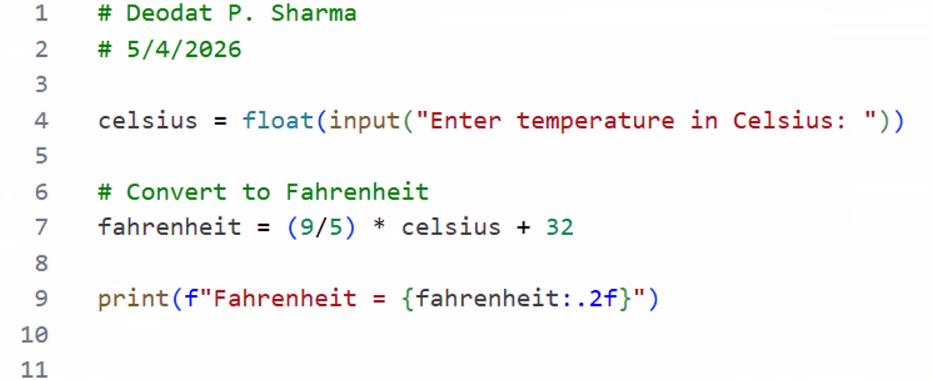 1 # Deodat P. Sharma
2 # 5/4/2026
3
4 celsius = float(input("Enter temperature in Celsius: "))
5
6 # Convert to Fahrenheit
7 fahrenheit = (9/5) * celsius + 32
8
9 print(f"Fahrenheit = {fahrenheit:.2f}")
10
11